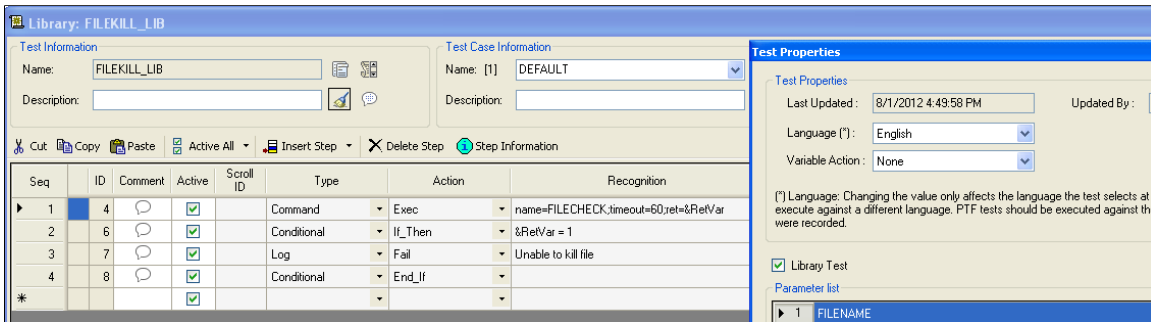 Library: FILEKILL_LIB
Test Information
Name: FILEKILL_LIB
Description:
Test Case Information
Name: [1] DEFAULT
Description:
Cut Copy Paste Active All Insert Step Delete Step Step Information
Seq ID Comment Active Scroll ID Type Action Recognition
1 4 Command Exec name=FILECHECK;timeout=60;ret=&RetVar
2 6 Conditional If_Then &RetVar = 1
3 7 Log Fail Unable to kill file
4 8 Conditional End_If
Test Properties
Test Properties
Last Updated : 8/1/2012 4:49:58 PM Updated By :
Language (*) : English
Variable Action : None
(*) Language: Changing the value only affects the language the test selects at
execute against a different language. PTF tests should be executed against th
were recorded.
Library Test
Parameter list
1 FILENAME